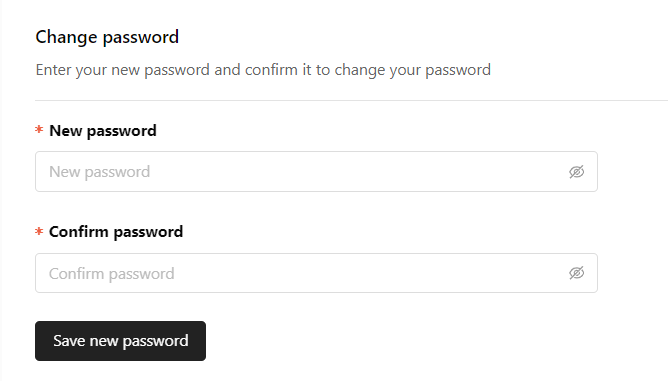 Change password
Enter your new password and confirm it to change your password
* New password
New password
* Confirm password
Confirm password
Save new password